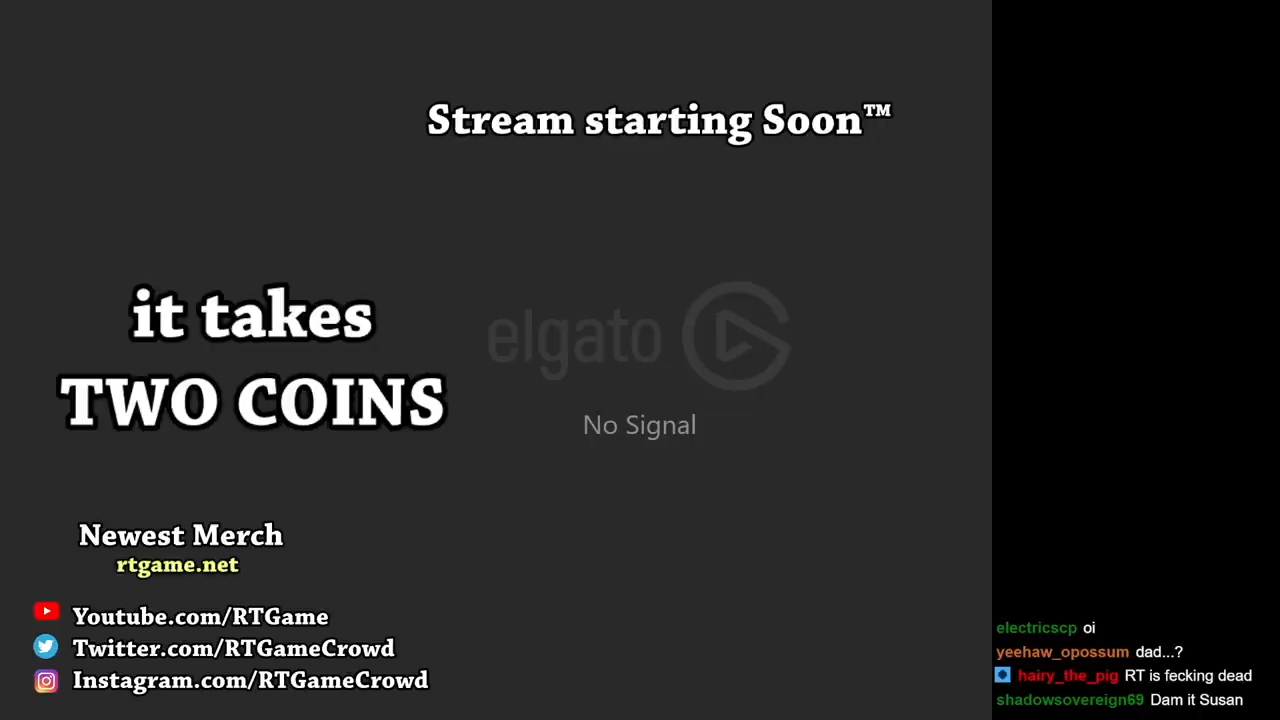 Stream starting Soon™
it takes
TWO COINS
elgato
No Signal
Newest Merch
rtgame.net
Youtube.com/RTGame
Twitter.com/RTGameCrowd
Instagram.com/RTGameCrowd
electricscp oi
yeehaw_opossum dad...?
hairy_the_pig RT is fecking dead
shadowsovereign69 Dam it Susan